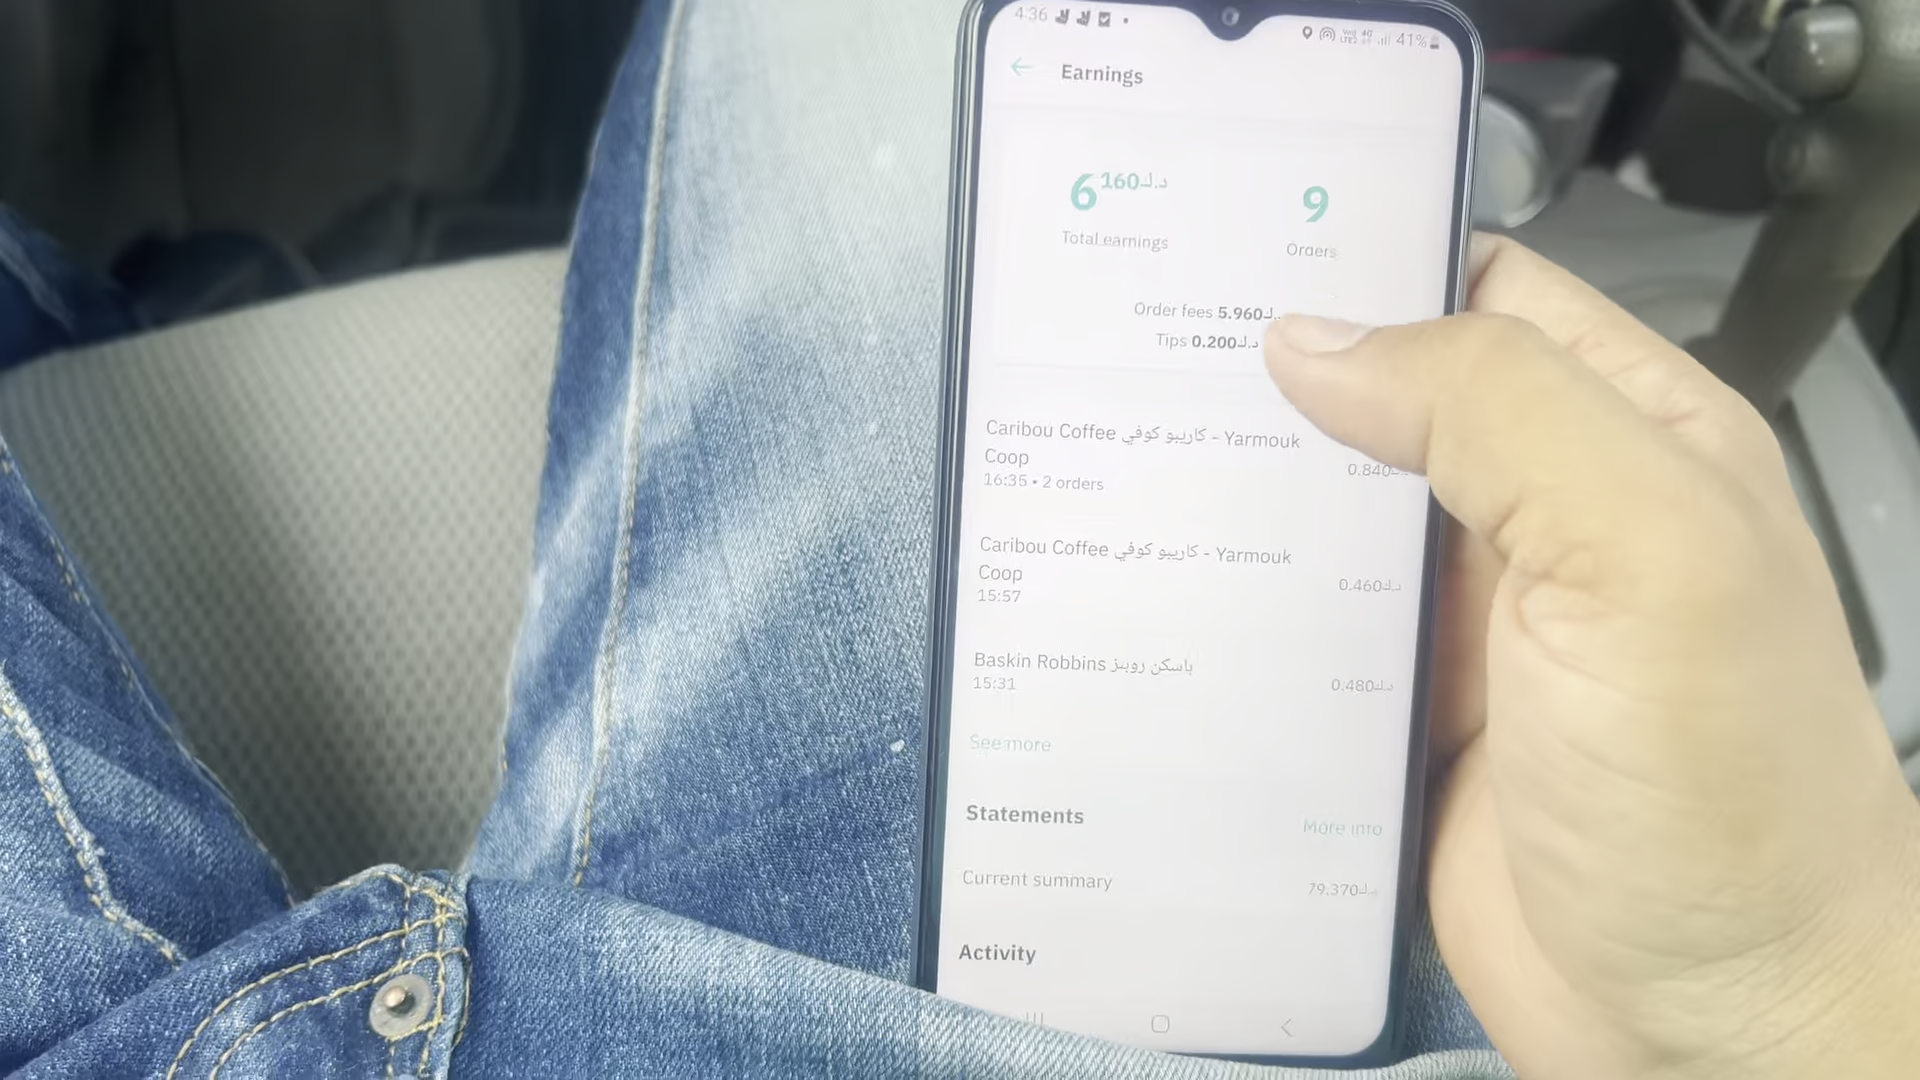 4:36
41%
Earnings
6 160د.ك
9
Total earnings
Orders
Order fees 5.960
Tips 0.200د.ك
Caribou Coffee كاريبو كوفي - Yarmouk
Coop
0.840
16:35 • 2 orders
Caribou Coffee كاريبو كوفي - Yarmouk
Coop
0.460د.ك
15:57
Baskin Robbins باسكن روبنز
15:31
0.480د.ك
See more
Statements
More info
Current summary
79.370د.ك
Activity